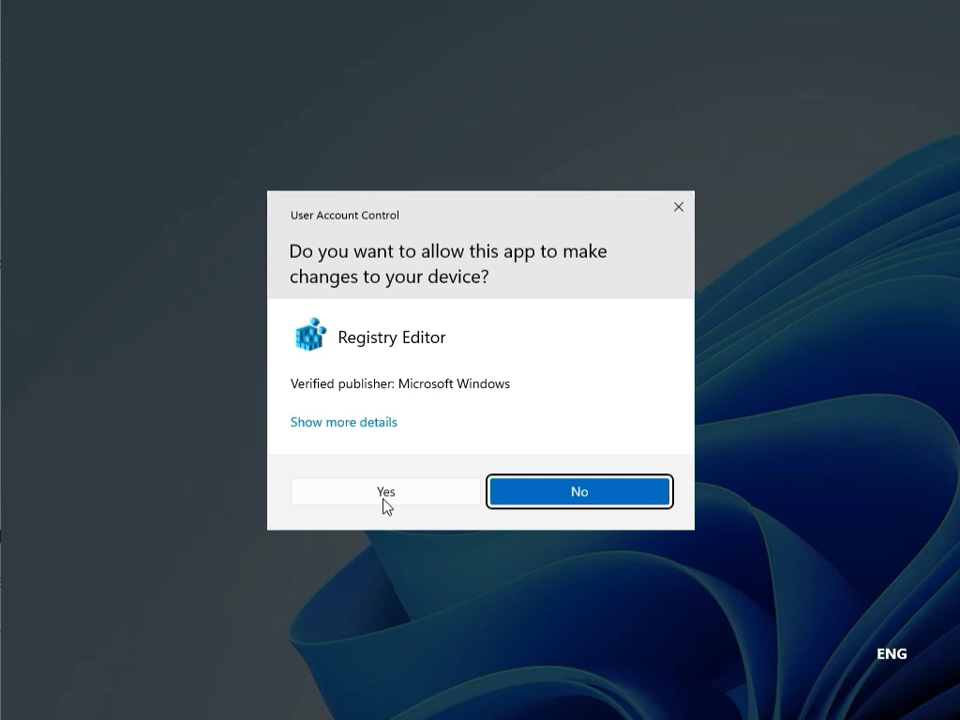 User Account Control
Do you want to allow this app to make
changes to your device?
Registry Editor
Verified publisher: Microsoft Windows
Show more details
Yes
No
ENG